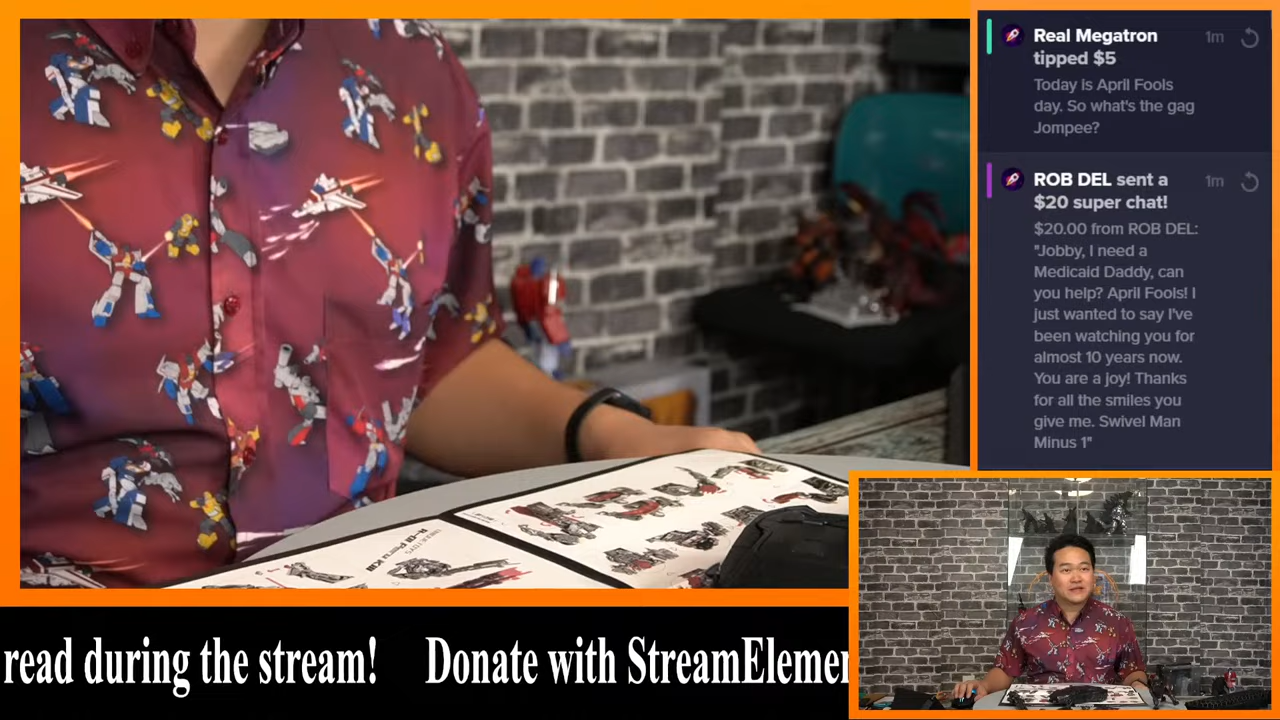 Real Megatron
tipped $5
1m
Today is April Fools
day. So what's the gag
Jompee?
ROB DEL sent a
$20 super chat!
1m
$20.00 from ROB DEL:
"Jobby, I need a
Medicaid Daddy, can
you help? April Fools! I
just wanted to say I've
been watching you for
almost 10 years now.
You are a joy! Thanks
for all the smiles you
give me. Swivel Man
Minus 1"
read during the stream! Donate with StreamElemen